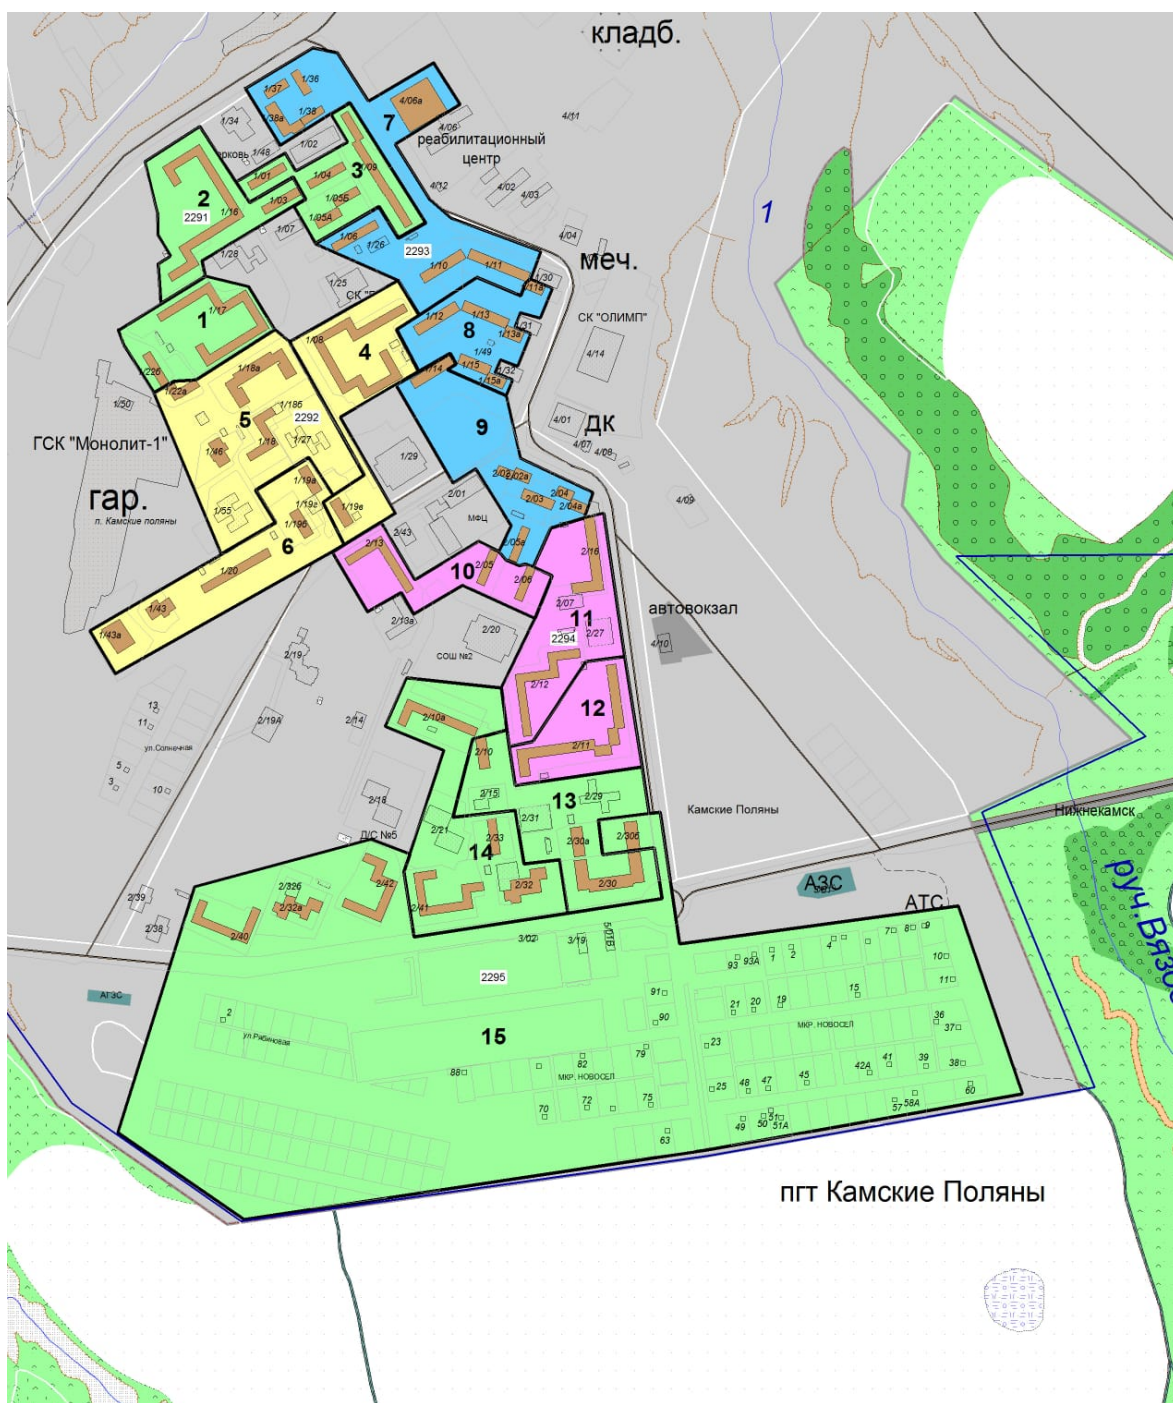 кладб.
1/37
1/36
1/38а
1/38
4/06а
4/06
4/11
1/34
1/02
7
реабилитационный
центр
1/48
1/09
3
1/01
1/04
4/12
4/02
4/03
1/05Б
2
1/03
1/05А
2291
1/16
1
1/07
1/06
1/26
4/04
1/28
2293
меч.
1/10
1/11
1/30
1/25
1/11а
1/17
1/12
1/13
СК "ОЛИМП"
1
1/08
8
1/31
1/13а
4
1/49
4/14
1/22б
1/18а
1/14
1/15
1/32
1/15а
1/22а
1/50
1/18б
5
2292
9
4/01
ДК
ГСК "Монолит-1"
1/18
1/27
1/46
1/29
4/07
4/08
1/19а
2/02
2/02а
гар.
2/01
2/03
2/04
4/09
1/19г
1/19в
2/04а
1/55
МФЦ
п. Камские поляны
1/19б
2/43
6
2/13
2/05а
2/16
1/20
10
2/05
2/06
1/43
2/07
автовокзал
11
2/13а
2/20
2/27
1/43а
2294
4/10
СОШ №2
2/19
2/12
12
13
2/10а
2/19А
2/14
11
ул.Солнечная
2/11
2/10
5
3
10
2/15
13
2/29
2/18
Камские Поляны
Нижнекамск
2/31
2/21
Д/С №5
2/33
2/30а
2/30б
14
2/42
АЗС
2/32б
2/32
2/30
руч.Вязов
2/39
2/32а
2/41
АТС
2/38
2/40
3/02
3/19
5/01В
4
7
8
9
93
93А
1
2
10
2295
11
АГЗС
91
15
2
21
20
19
90
36
ул.Рябиновая
15
МКР. НОВОСЕЛ
37
23
79
82
41
39
38
88
МКР. НОВОСЕЛ
42А
25
48
47
45
60
72
75
57
58А
70
51
49
50
51А
63
пгт Камские Поляны